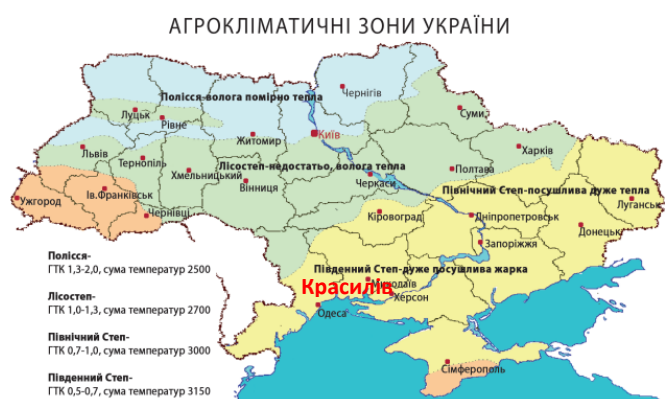 АГРОКЛІМАТИЧНІ ЗОНИ УКРАЇНИ
Полісся-волога помірно тепла
Чернігів
Луцьк
Рівне
Київ
Суми
Житомир
Львів
Тернопіль
Лісостеп-недостатьо, волога тепла
Харків
Хмельницький
Вінниця
Черкаси
Полтава
Ужгород
Ів.Франківськ
Чернівці
Північний Степ-посушлива дуже тепла
Луганськ
Кіровоград
Дніпропетровськ
Донецьк
Запоріжжя
Південний Степ-дуже посушлива жарка
Миколаїв
Красилів
Херсон
Одеса
Сімферополь
Полісся-
ГТК 1,3-2,0, сума температур 2500
Лісостеп-
ГТК 1,0-1,3, сума температур 2700
Північний Степ-
ГТК 0,7-1,0, сума температур 3000
Південний Степ-
ГТК 0,5-0,7, сума температур 3150